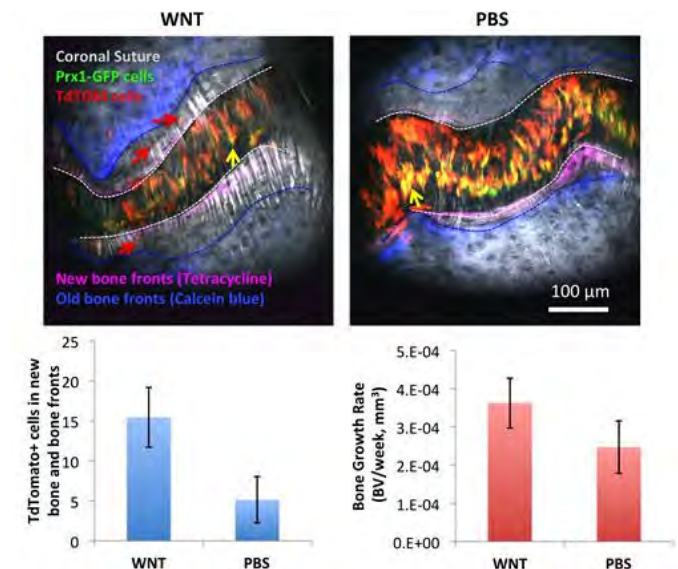 WNT
PBS
Coronal Suture
Prx1-GFP cells
TdTOM+ cells
New bone fronts (Tetracycline)
Old bone fronts (Calcein blue)
100 µm
TdTomato+ cells in new
bone and bone fronts
25
20
15
10
5
0
WNT
PBS
Bone Growth Rate
(BV/week, mm³)
5.E-04
4.E-04
3.E-04
2.E-04
1.E-04
0.E+00
WNT
PBS